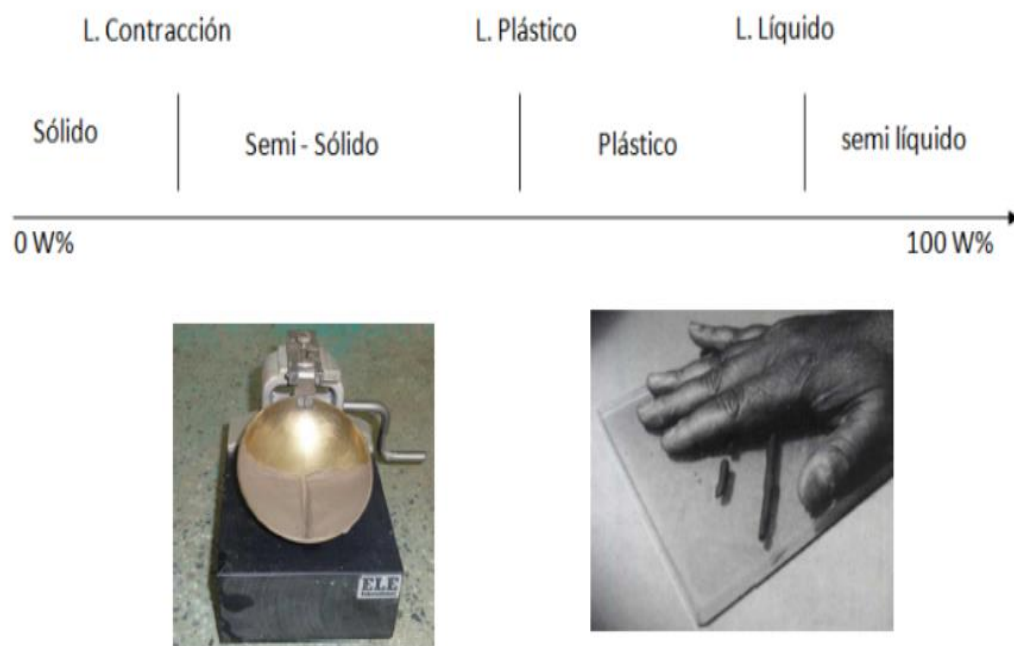 L. Contracción L. Plástico L. Líquido
Sólido Semi - Sólido Plástico semi líquido
0 W% 100 W%
ELE